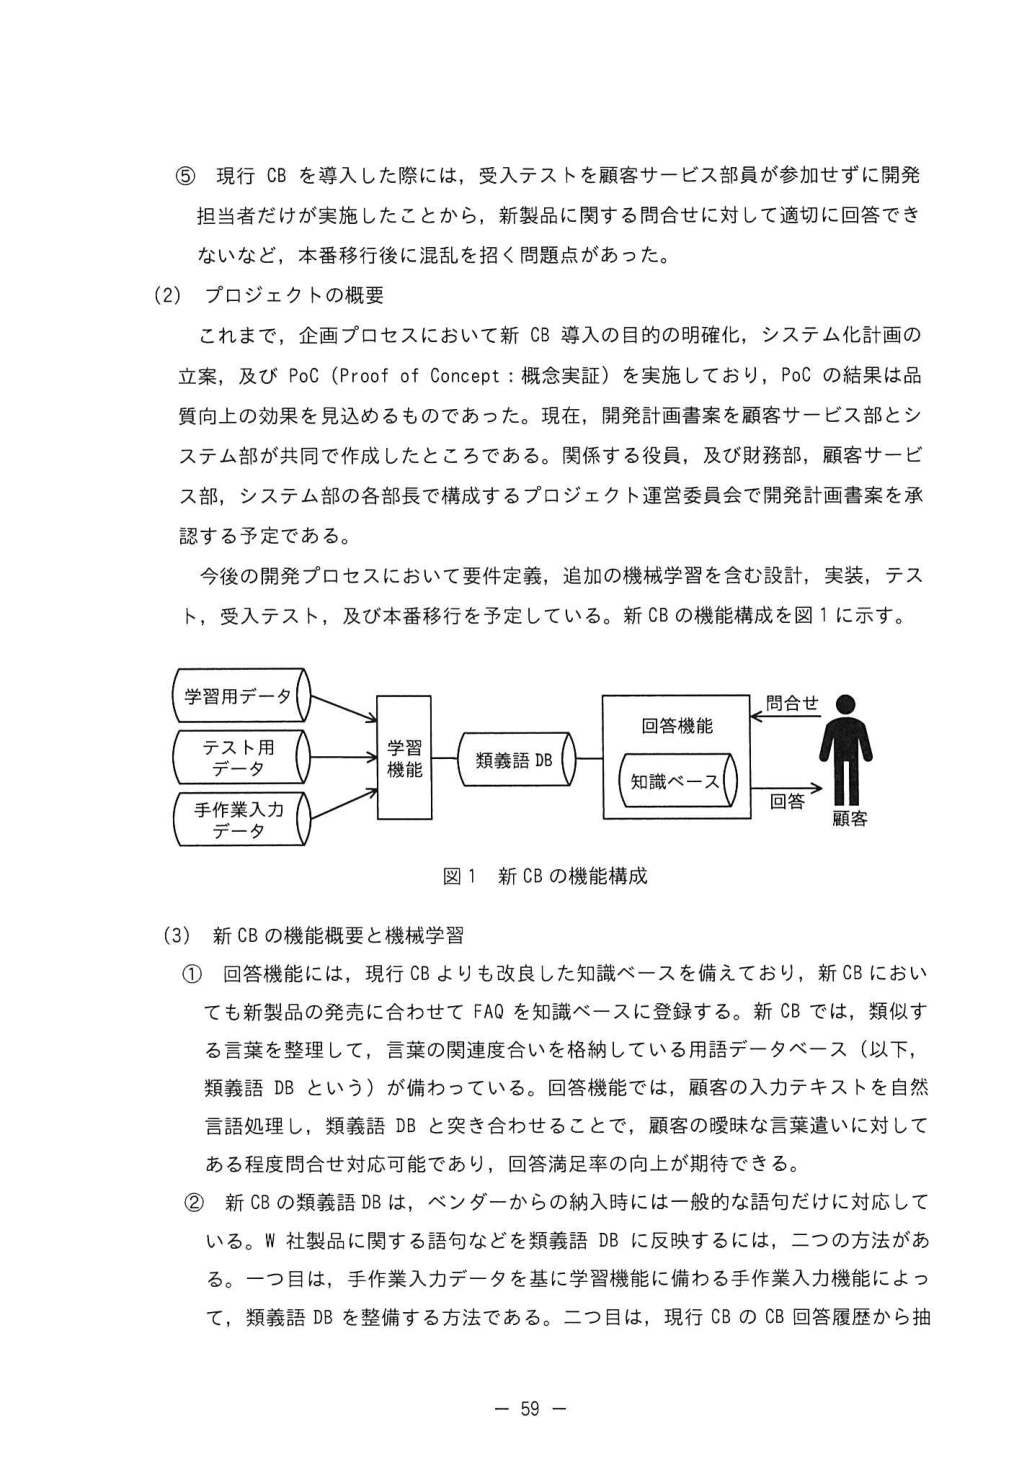 ⑤ 現行 CB を導入した際には，受入テストを顧客サービス部員が参加せずに開発
担当者だけが実施したことから，新製品に関する問合せに対して適切に回答でき
ないなど，本番移行後に混乱を招く問題点があった。
(2) プロジェクトの概要
これまで，企画プロセスにおいて新 CB 導入の目的の明確化，システム化計画の
立案，及び PoC（Proof of Concept：概念実証）を実施しており，PoC の結果は品
質向上の効果を見込めるものであった。現在，開発計画書案を顧客サービス部とシ
ステム部が共同で作成したところである。関係する役員，及び財務部，顧客サービ
ス部，システム部の各部長で構成するプロジェクト運営委員会で開発計画書案を承
認する予定である。
今後の開発プロセスにおいて要件定義，追加の機械学習を含む設計，実装，テス
ト，受入テスト，及び本番移行を予定している。新 CB の機能構成を図 1 に示す。
学習用データ
テスト用
データ
手作業入力
データ
学習
機能
類義語 DB
回答機能
知識ベース
問合せ
回答
顧客
図 1 新 CB の機能構成
(3) 新 CB の機能概要と機械学習
① 回答機能には，現行 CB よりも改良した知識ベースを備えており，新 CB におい
ても新製品の発売に合わせて FAQ を知識ベースに登録する。新 CB では，類似す
る言葉を整理して，言葉の関連度合いを格納している用語データベース（以下，
類義語 DB という）が備わっている。回答機能では，顧客の入力テキストを自然
言語処理し，類義語 DB と突き合わせることで，顧客の曖昧な言葉遣いに対して
ある程度問合せ対応可能であり，回答満足率の向上が期待できる。
② 新 CB の類義語 DB は，ベンダーからの納入時には一般的な語句だけに対応して
いる。W 社製品に関する語句などを類義語 DB に反映するには，二つの方法があ
る。一つ目は，手作業入力データを基に学習機能に備わる手作業入力機能によっ
て，類義語 DB を整備する方法である。二つ目は，現行 CB の CB 回答履歴から抽
－ 59 －